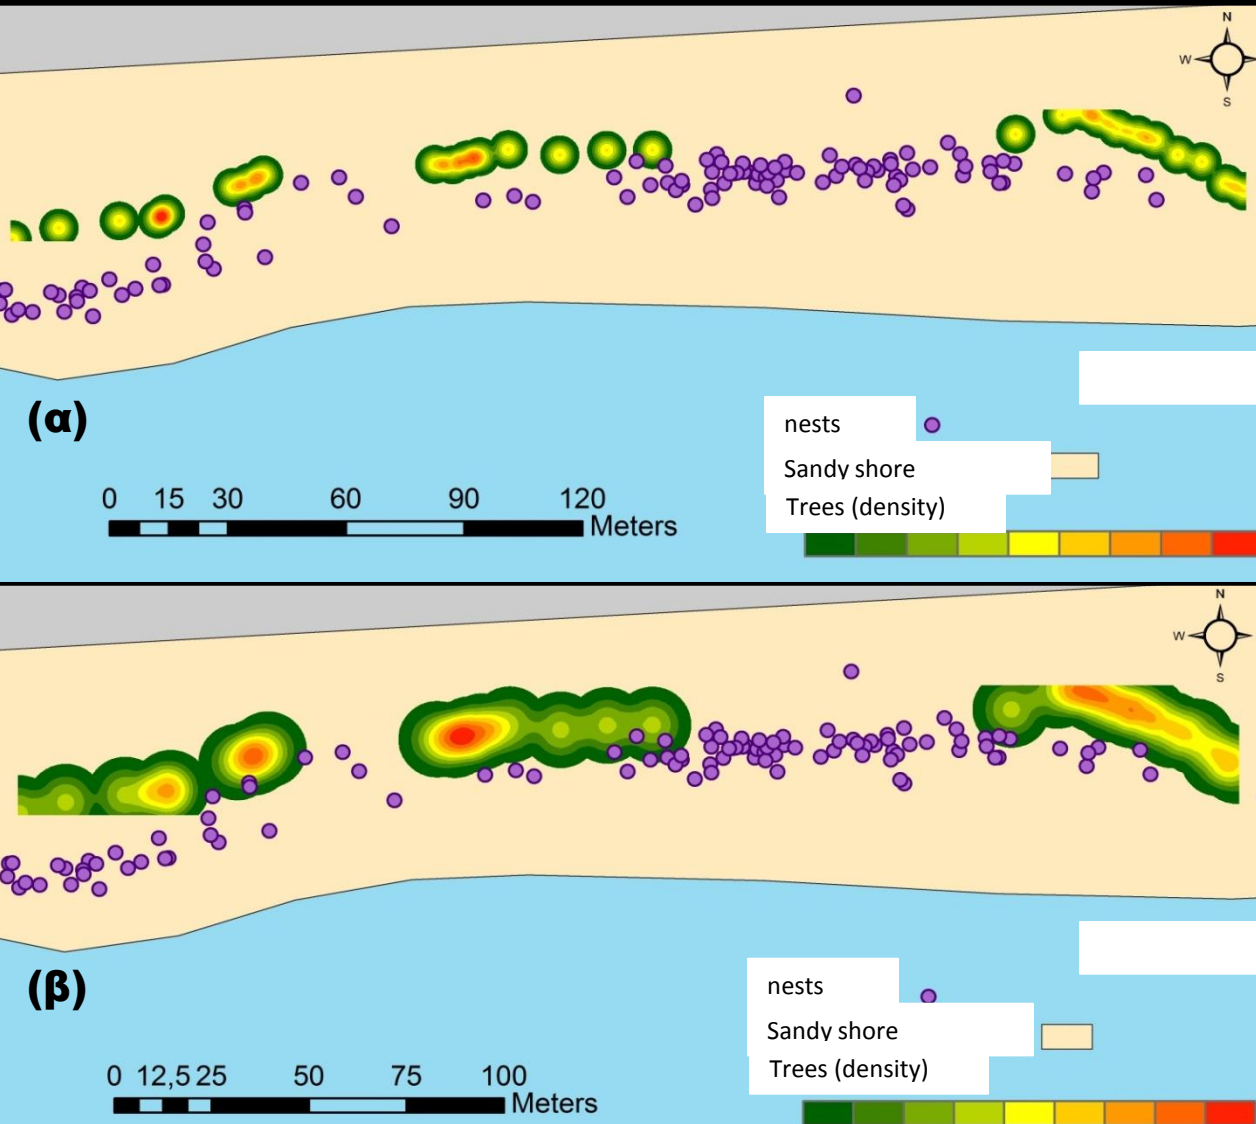 N
W
S
(α)
nests
Sandy shore
Trees (density)
0 15 30 60 90 120
Meters
N
W
S
(β)
nests
Sandy shore
Trees (density)
0 12,5 25 50 75 100
Meters